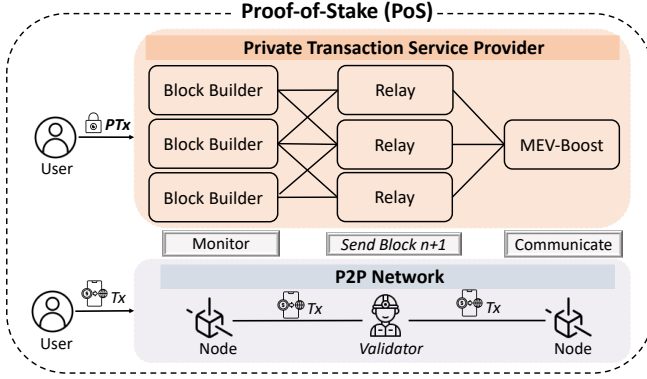 Proof-of-Stake (PoS)
Private Transaction Service Provider
Block Builder
Relay
PTx
User
Block Builder
Relay
MEV-Boost
Block Builder
Relay
Monitor
Send Block n+1
Communicate
P2P Network
Tx
User
Tx
Tx
Node
Validator
Node